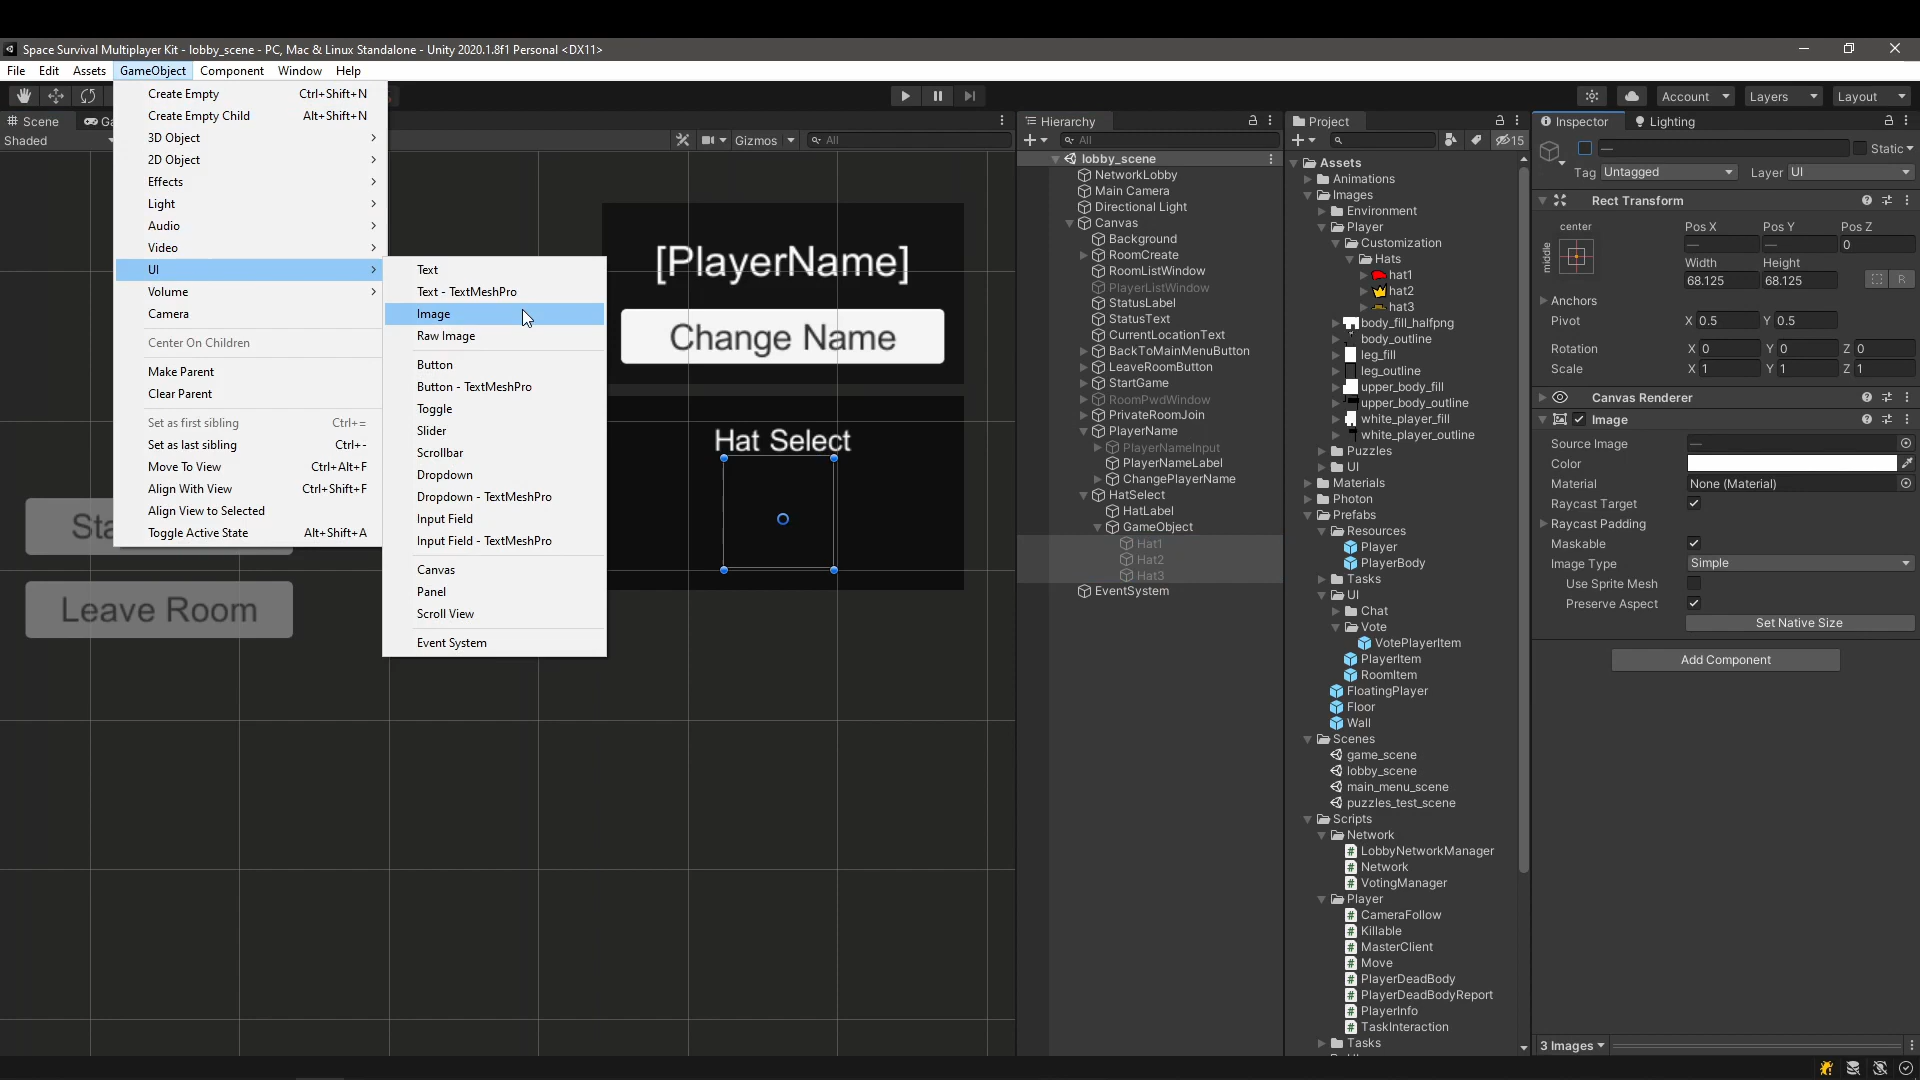 Space Survival Multiplayer Kit - lobby_scene - PC, Mac & Linux Standalone - Unity 2020.1.8f1 Personal <DX11>
File Edit Assets GameObject Component Window Help
Account Layers Layout
Scene
Shaded
Gizmos
All
Create Empty Ctrl+Shift+N
Create Empty Child Alt+Shift+N
3D Object
2D Object
Effects
Light
Audio
Video
UI
Volume
Camera
Center On Children
Make Parent
Clear Parent
Set as first sibling Ctrl+=
Set as last sibling Ctrl+-
Move To View Ctrl+Alt+F
Align With View Ctrl+Shift+F
Align View to Selected
Toggle Active State Alt+Shift+A
Text
Text - TextMeshPro
Image
Raw Image
Button
Button - TextMeshPro
Toggle
Slider
Scrollbar
Dropdown
Dropdown - TextMeshPro
Input Field
Input Field - TextMeshPro
Canvas
Panel
Scroll View
Event System
[PlayerName]
Change Name
Hat Select
Leave Room
Hierarchy
All
lobby_scene
NetworkLobby
Main Camera
Directional Light
Canvas
Background
RoomCreate
RoomListWindow
PlayerListWindow
StatusLabel
StatusText
CurrentLocationText
BackToMainMenuButton
LeaveRoomButton
StartGame
RoomPwdWindow
PrivateRoomJoin
PlayerName
PlayerNameInput
PlayerNameLabel
ChangePlayerName
HatSelect
HatLabel
GameObject
Hat1
Hat2
Hat3
EventSystem
Project
15
Assets
Animations
Images
Environment
Player
Customization
Hats
hat1
hat2
hat3
body_fill_halfpng
body_outline
leg_fill
leg_outline
upper_body_fill
upper_body_outline
white_player_fill
white_player_outline
Puzzles
UI
Materials
Photon
Prefabs
Resources
Player
PlayerBody
Tasks
UI
Chat
Vote
VotePlayerItem
PlayerItem
RoomItem
FloatingPlayer
Floor
Wall
Scenes
game_scene
lobby_scene
main_menu_scene
puzzles_test_scene
Scripts
Network
LobbyNetworkManager
Network
VotingManager
Player
CameraFollow
Killable
MasterClient
Move
PlayerDeadBody
PlayerDeadBodyReport
PlayerInfo
TaskInteraction
Tasks
Inspector Lighting
— Static
Tag Untagged Layer UI
Rect Transform
center
middle
Pos X Pos Y Pos Z
— — 0
Width Height
68.125 68.125
R
Anchors
Pivot X 0.5 Y 0.5
Rotation X 0 Y 0 Z 0
Scale X 1 Y 1 Z 1
Canvas Renderer
Image
Source Image —
Color
Material None (Material)
Raycast Target
Raycast Padding
Maskable
Image Type Simple
Use Sprite Mesh
Preserve Aspect
Set Native Size
Add Component
3 Images